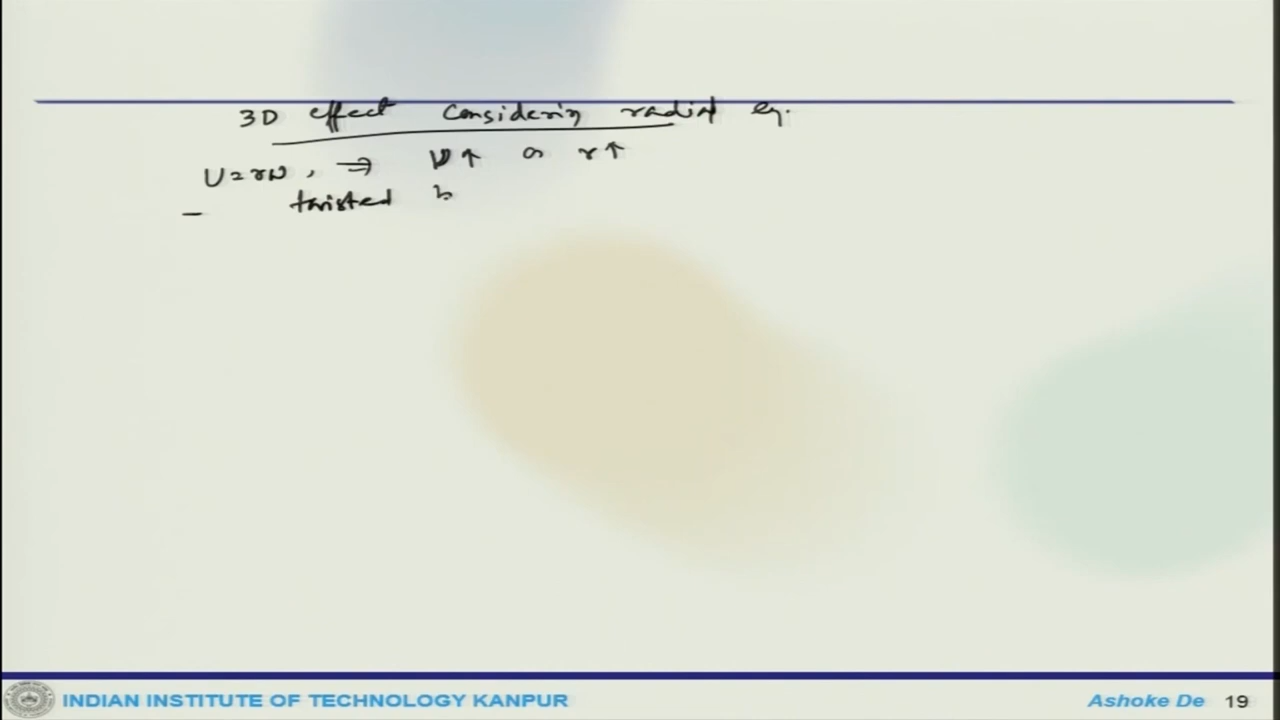 3D effect considering radial eq.
U = rω, ⇒ U↑ as r↑
– twisted b
INDIAN INSTITUTE OF TECHNOLOGY KANPUR
Ashoke De 19